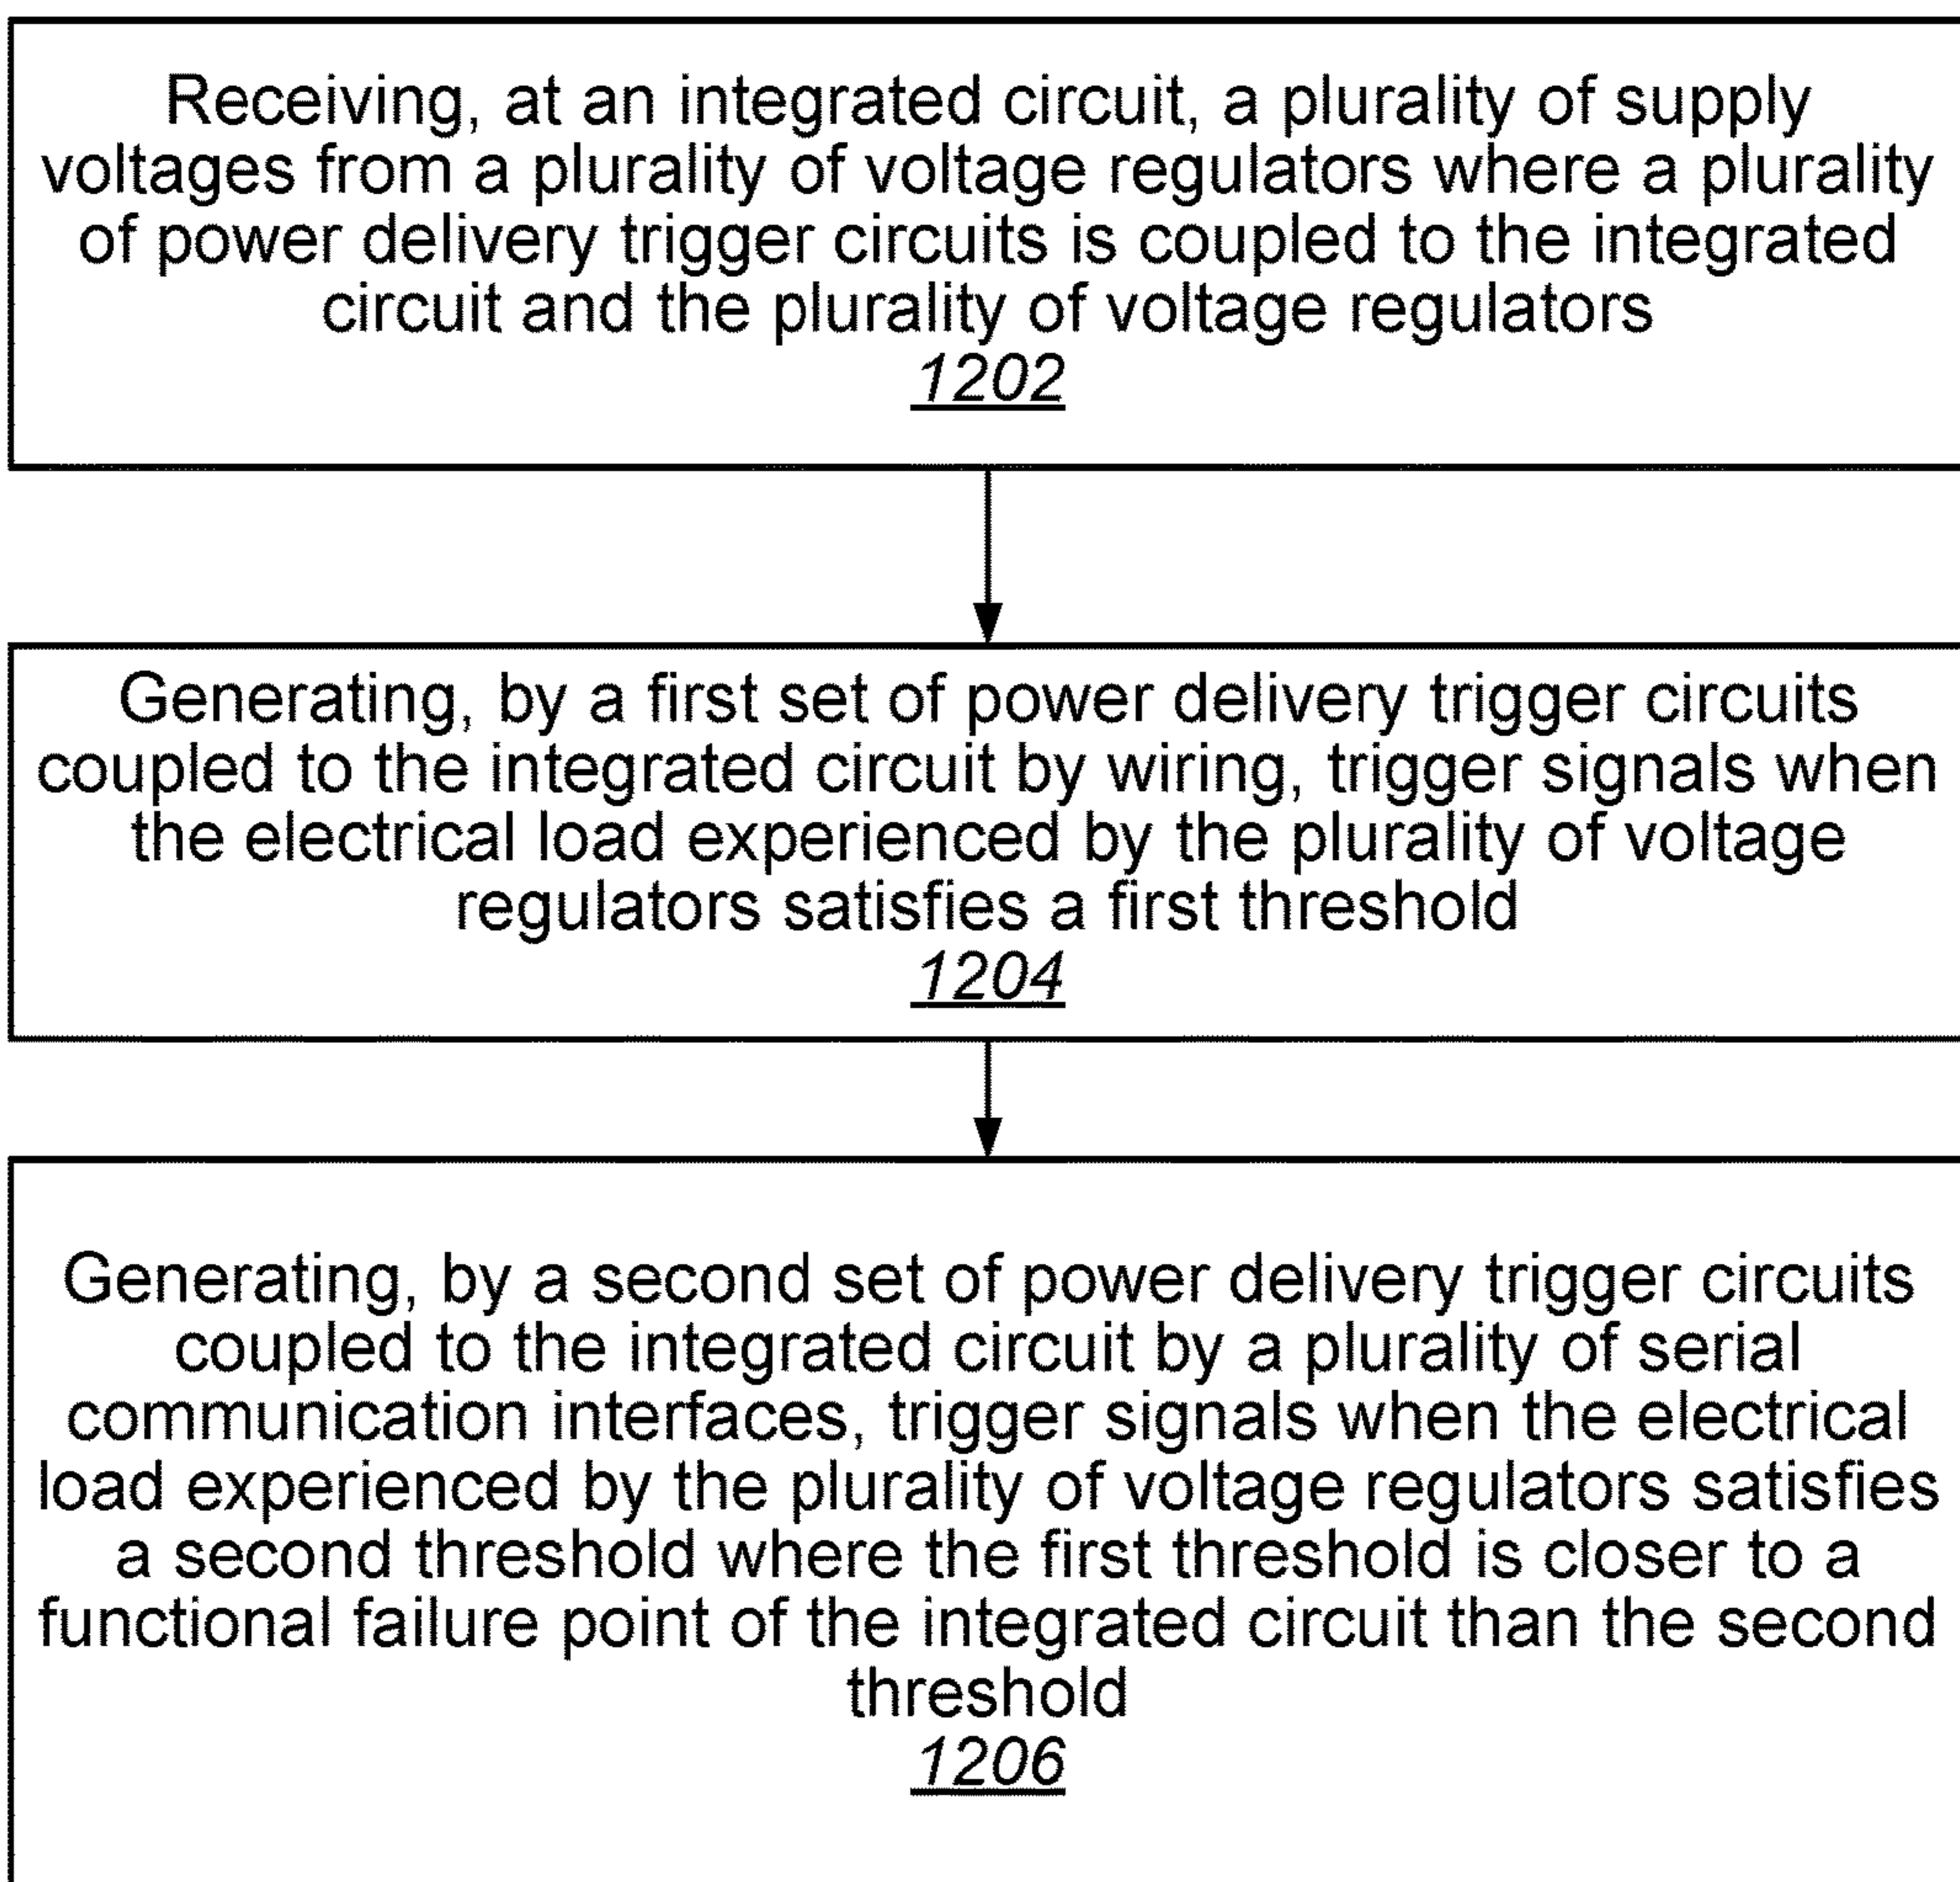 Receiving, at an integrated circuit, a plurality of supply
voltages from a plurality of voltage regulators where a plurality
of power delivery trigger circuits is coupled to the integrated
circuit and the plurality of voltage regulators
1202
Generating, by a first set of power delivery trigger circuits
coupled to the integrated circuit by wiring, trigger signals when
the electrical load experienced by the plurality of voltage
regulators satisfies a first threshold
1204
Generating, by a second set of power delivery trigger circuits
coupled to the integrated circuit by a plurality of serial
communication interfaces, trigger signals when the electrical
load experienced by the plurality of voltage regulators satisfies
a second threshold where the first threshold is closer to a
functional failure point of the integrated circuit than the second
threshold
1206